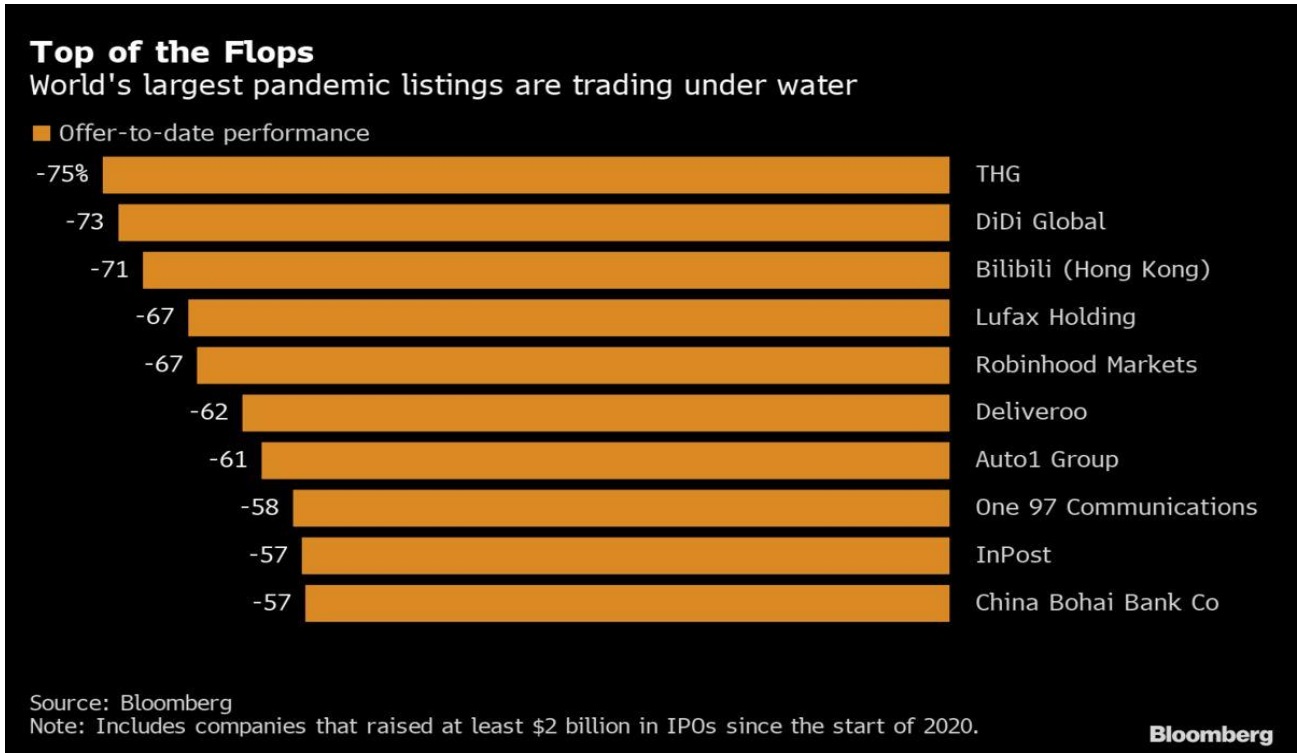 Top of the Flops
World's largest pandemic listings are trading under water
Offer-to-date performance
-75% THG
-73 DiDi Global
-71 Bilibili (Hong Kong)
-67 Lufax Holding
-67 Robinhood Markets
-62 Deliveroo
-61 Auto1 Group
-58 One 97 Communications
-57 InPost
-57 China Bohai Bank Co
Source: Bloomberg
Note: Includes companies that raised at least $2 billion in IPOs since the start of 2020.
Bloomberg